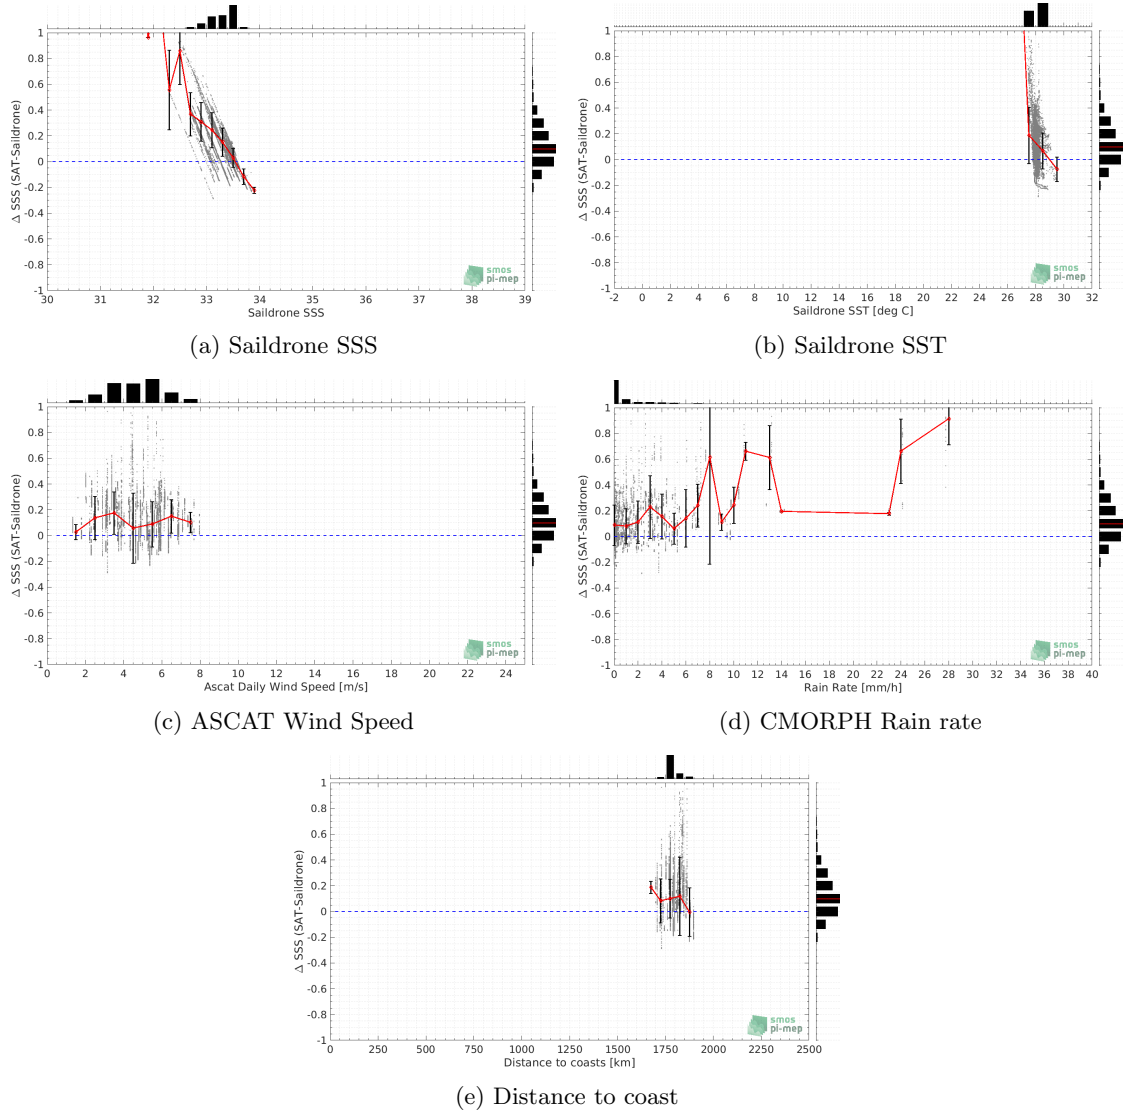 1
0.8
0.6
0.4
0.2
0
-0.2
-0.4
-0.6
-0.8
-1
Δ SSS (SAT-Saildrone)
30 31 32 33 34 35 36 37 38 39
Saildrone SSS
smos
pi-mep
(a) Saildrone SSS
1
0.8
0.6
0.4
0.2
0
-0.2
-0.4
-0.6
-0.8
-1
Δ SSS (SAT-Saildrone)
-2 0 2 4 6 8 10 12 14 16 18 20 22 24 26 28 30 32
Saildrone SST [deg C]
smos
pi-mep
(b) Saildrone SST
1
0.8
0.6
0.4
0.2
0
-0.2
-0.4
-0.6
-0.8
-1
Δ SSS (SAT-Saildrone)
0 2 4 6 8 10 12 14 16 18 20 22 24
Ascat Daily Wind Speed [m/s]
smos
pi-mep
(c) ASCAT Wind Speed
1
0.8
0.6
0.4
0.2
0
-0.2
-0.4
-0.6
-0.8
-1
Δ SSS (SAT-Saildrone)
0 1 2 3 4 5 6 7 8 9 10 11 12 13 14 22 23 24 25 26 27 28 29 30 40
Rain Rate [mm/h]
smos
pi-mep
(d) CMORPH Rain rate
1
0.8
0.6
0.4
0.2
0
-0.2
-0.4
-0.6
-0.8
-1
Δ SSS (SAT-Saildrone)
0 250 500 750 1000 1250 1500 1750 2000 2250 2500
Distance to coasts [km]
smos
pi-mep
(e) Distance to coast